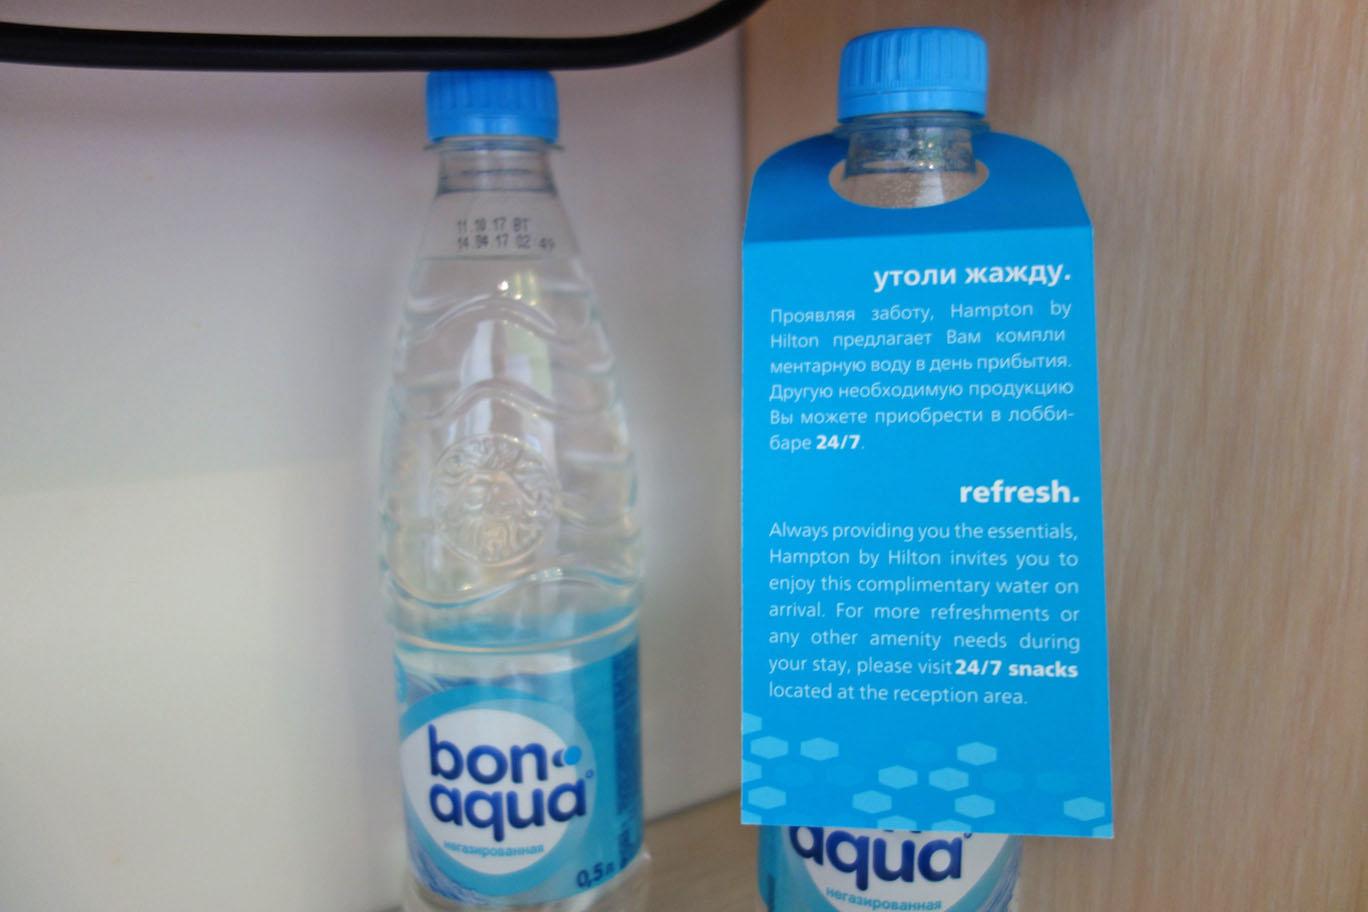 11.10.17 ВТ
14.04.17 02:49
bon
aqua
негазированная
0,5 л
утоли жажду.
Проявляя заботу, Hampton by
Hilton предлагает Вам компли
ментарную воду в день прибытия.
Другую необходимую продукцию
Вы можете приобрести в лобби-
баре 24/7.
refresh.
Always providing you the essentials,
Hampton by Hilton invites you to
enjoy this complimentary water on
arrival. For more refreshments or
any other amenity needs during
your stay, please visit 24/7 snacks
located at the reception area.
aqua
негазированная